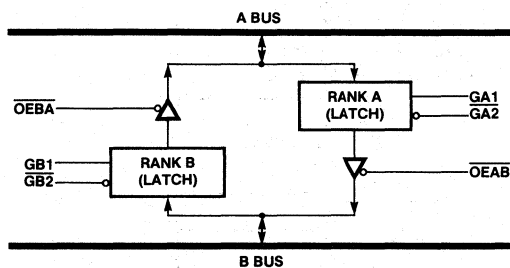 A BUS
OEBA
RANK A
(LATCH)
GA1
GA2
GB1
GB2
RANK B
(LATCH)
OEAB
B BUS